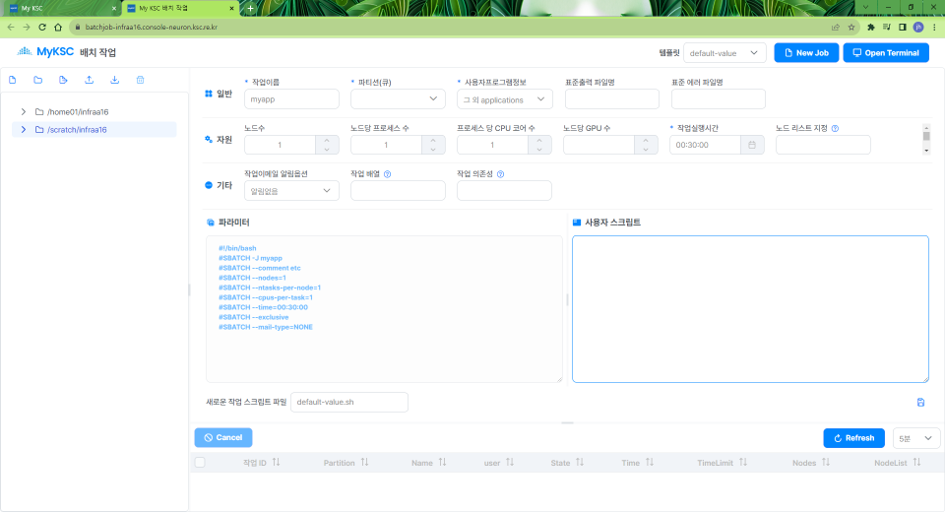 My KSC
My KSC 배치 작업
batchjob-infraa16.console-neuron.ksc.re.kr
MyKSC 배치 작업
템플릿 default-value
New Job
Open Terminal
/home01/infraa16
/scratch/infraa16
일반
* 작업이름
* 파티션(큐)
* 사용자프로그램정보
표준출력 파일명
표준 에러 파일명
myapp
그 외 applications
자원
노드수
노드당 프로세스 수
프로세스 당 CPU 코어 수
노드당 GPU 수
* 작업실행시간
노드 리스트 지정
1
1
1
00:30:00
기타
작업이메일 알림옵션
작업 배열
작업 의존성
알림없음
파라미터
사용자 스크립트
#!/bin/bash
#SBATCH -J myapp
#SBATCH --comment etc
#SBATCH --nodes=1
#SBATCH --ntasks-per-node=1
#SBATCH --cpus-per-task=1
#SBATCH --time=00:30:00
#SBATCH --exclusive
#SBATCH --mail-type=NONE
새로운 작업 스크립트 파일 default-value.sh
Cancel
Refresh
5분
작업 ID
Partition
Name
user
State
Time
TimeLimit
Nodes
NodeList